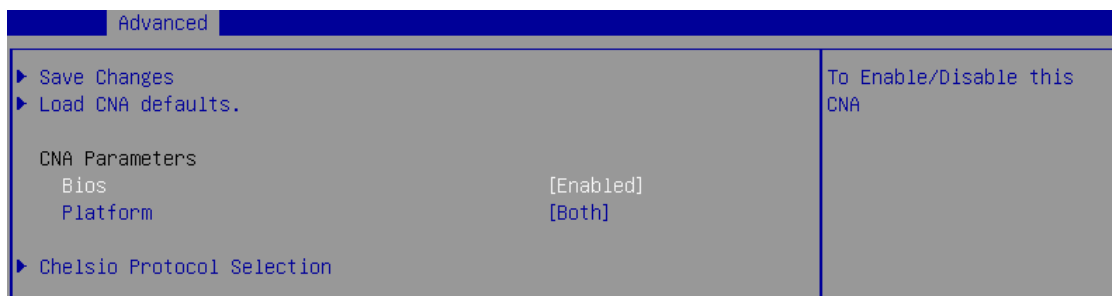 Advanced
Save Changes
Load CNA defaults.
CNA Parameters
Bios [Enabled]
Platform [Both]
Chelsio Protocol Selection
To Enable/Disable this
CNA